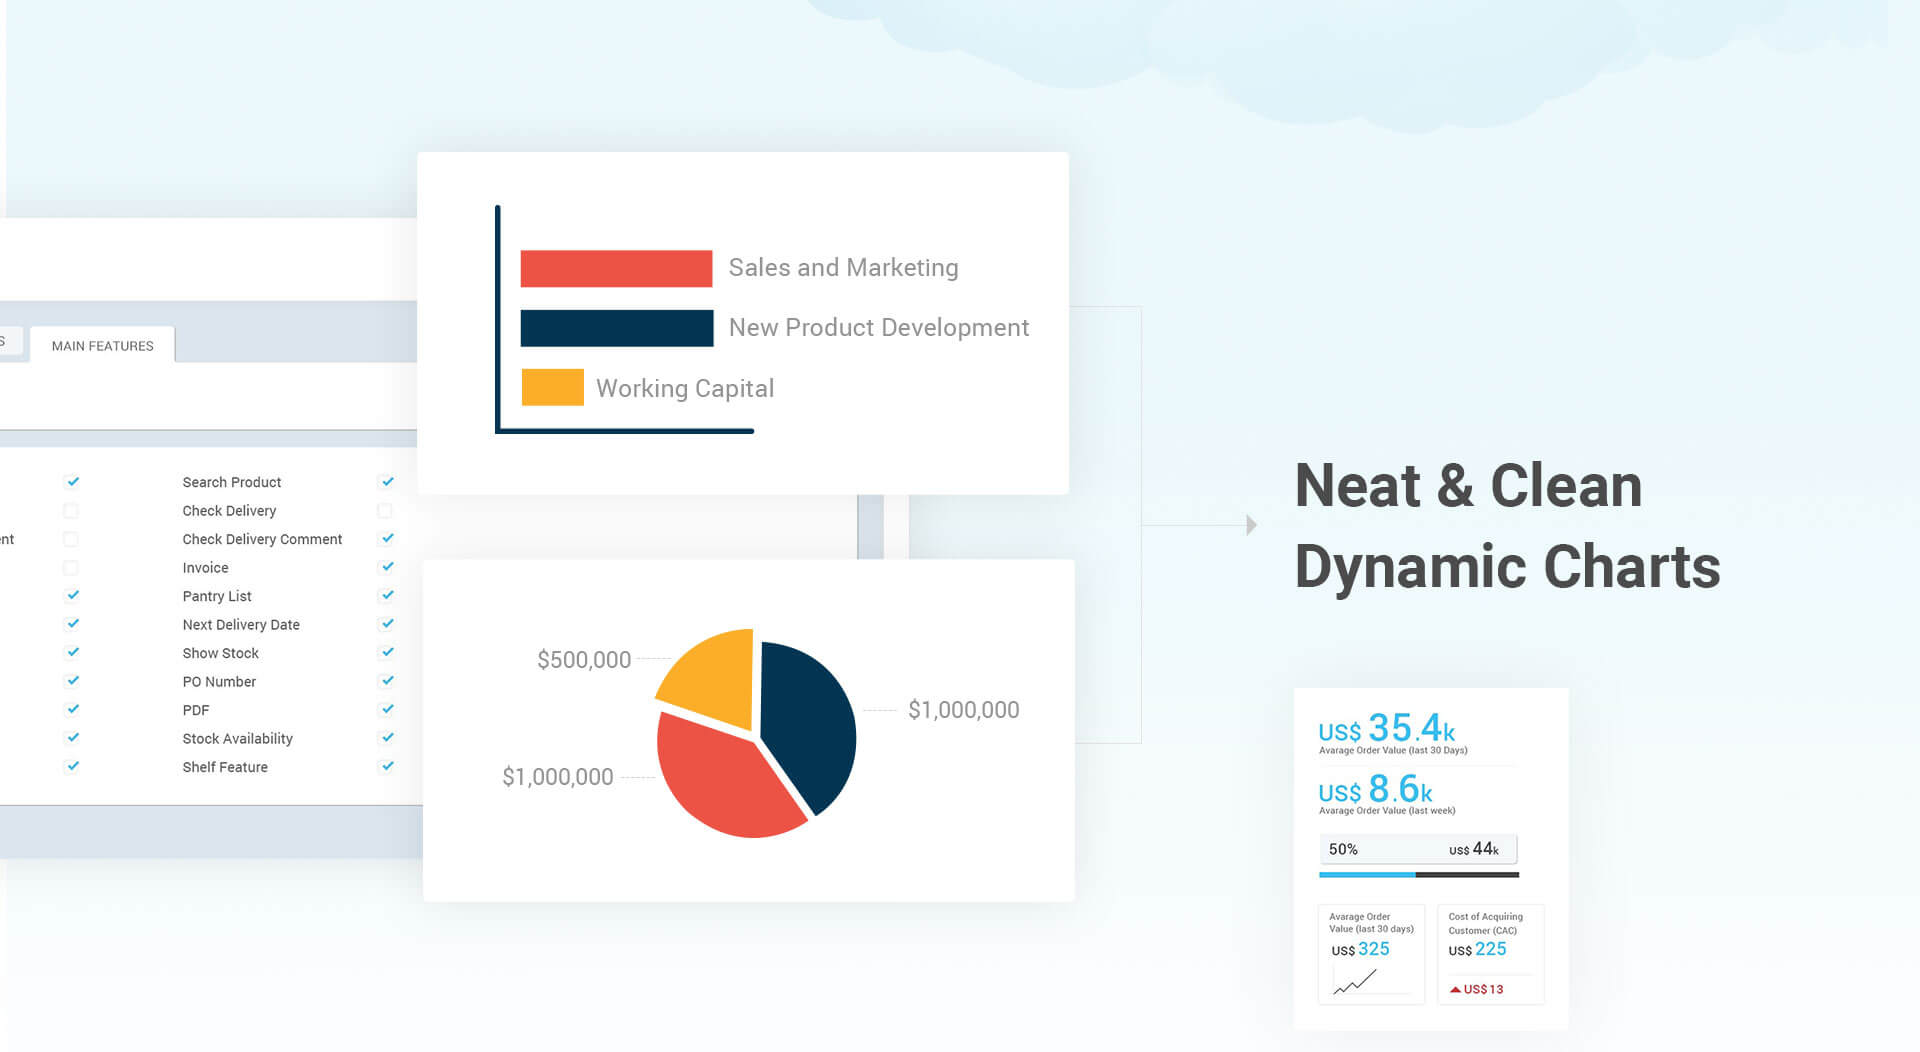 Sales and Marketing
New Product Development
Working Capital
S
MAIN FEATURES
Search Product
Check Delivery
ent
Check Delivery Comment
Invoice
Pantry List
Next Delivery Date
Show Stock
PO Number
PDF
Stock Availability
Shelf Feature
$500,000
$1,000,000
$1,000,000
Neat & Clean
Dynamic Charts
US$ 35.4k
Avarage Order Value (last 30 Days)
US$ 8.6k
Avarage Order Value (last week)
50% US$ 44k
Avarage Order
Value (last 30 days)
US$ 325
Cost of Acquiring
Customer (CAC)
US$ 225
US$ 13